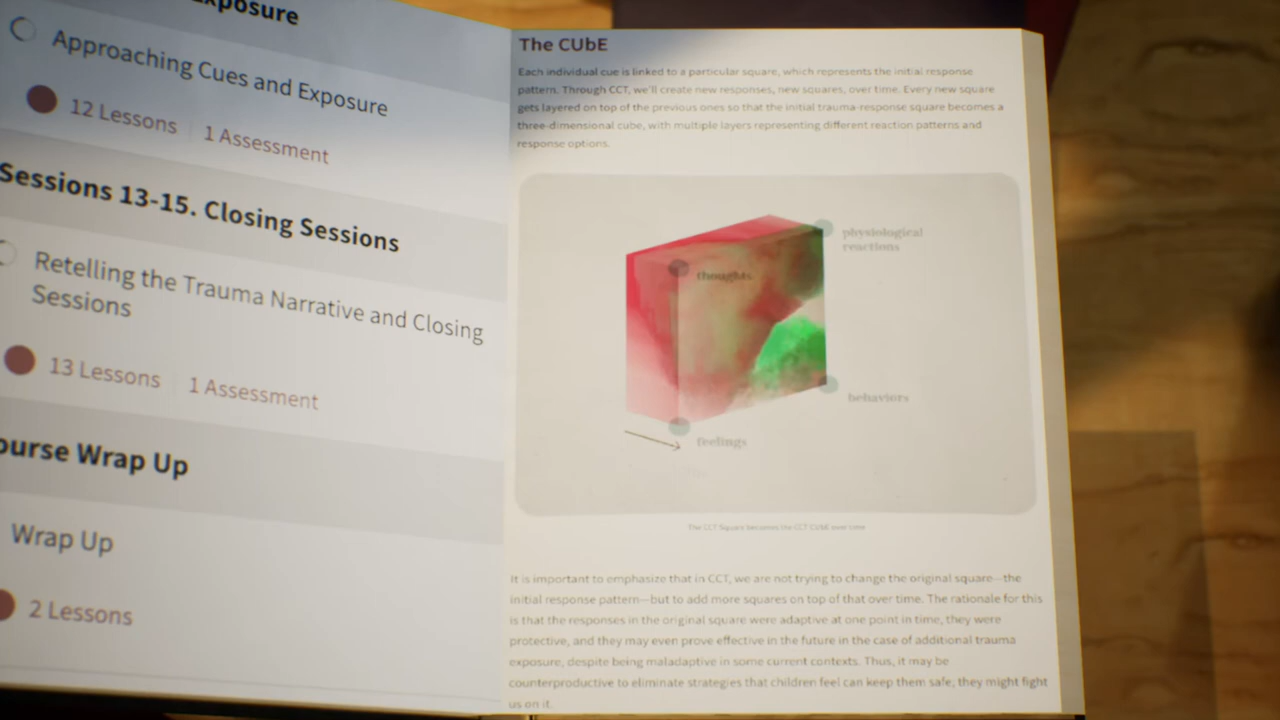 xposure
Approaching Cues and Exposure
12 Lessons 1 Assessment
Sessions 13-15. Closing Sessions
Retelling the Trauma Narrative and Closing
Sessions
13 Lessons 1 Assessment
ourse Wrap Up
Wrap Up
2 Lessons
The CUbE
Each individual cue is linked to a particular square, which represents the initial response
pattern. Through CCT, we'll create new responses, new squares, over time. Every new square
gets layered on top of the previous ones so that the initial trauma-response square becomes a
three-dimensional cube, with multiple layers representing different reaction patterns and
response options.
physiological
reactions
thoughts
behaviors
feelings
The CCT Square becomes the CCT CUbE over time
It is important to emphasize that in CCT, we are not trying to change the original square—the
initial response pattern—but to add more squares on top of that over time. The rationale for this
is that the responses in the original square were adaptive at one point in time, they were
protective, and they may even prove effective in the future in the case of additional trauma
exposure, despite being maladaptive in some current contexts. Thus, it may be
counterproductive to eliminate strategies that children feel can keep them safe; they might fight
us on it.